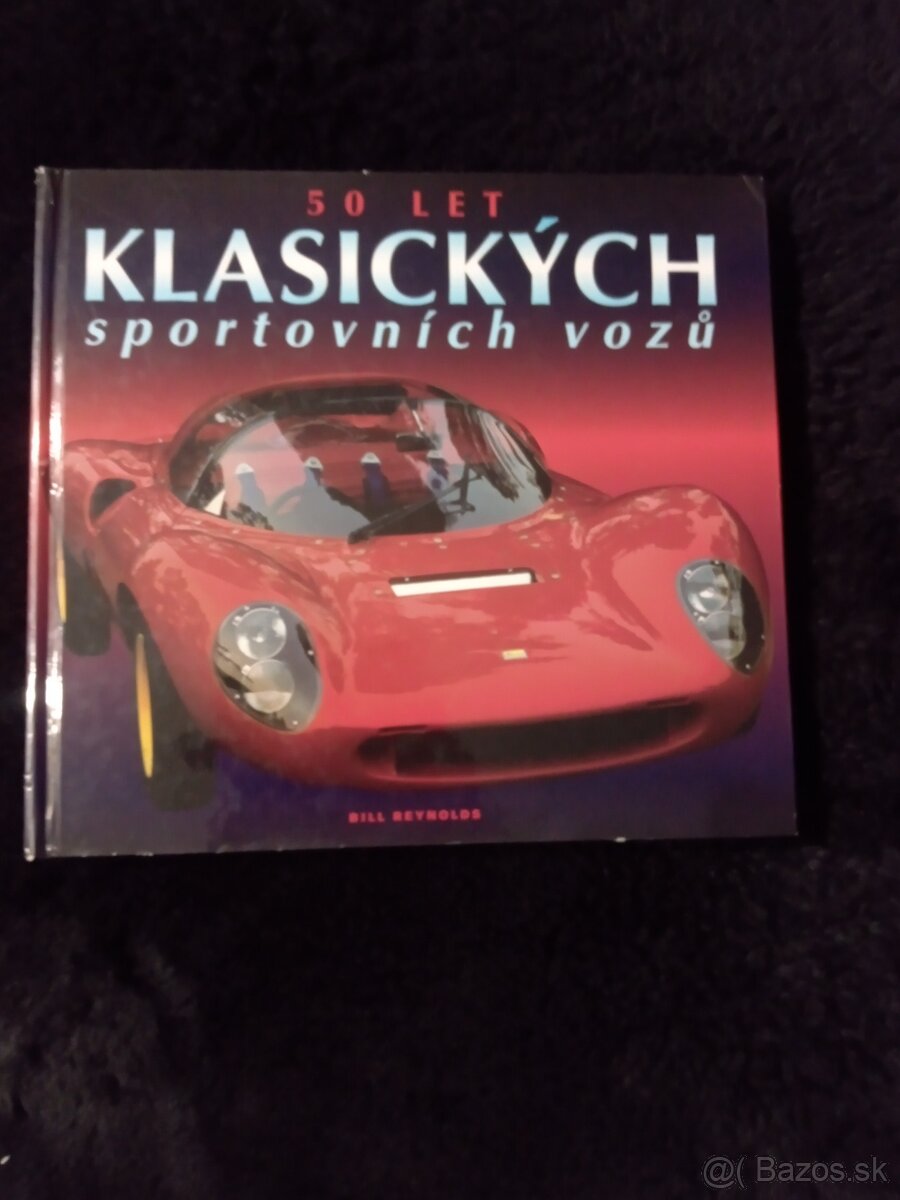 50 LET
KLASICKÝCH
sportovních vozů
BILL REYNOLDS
@( Bazos.sk